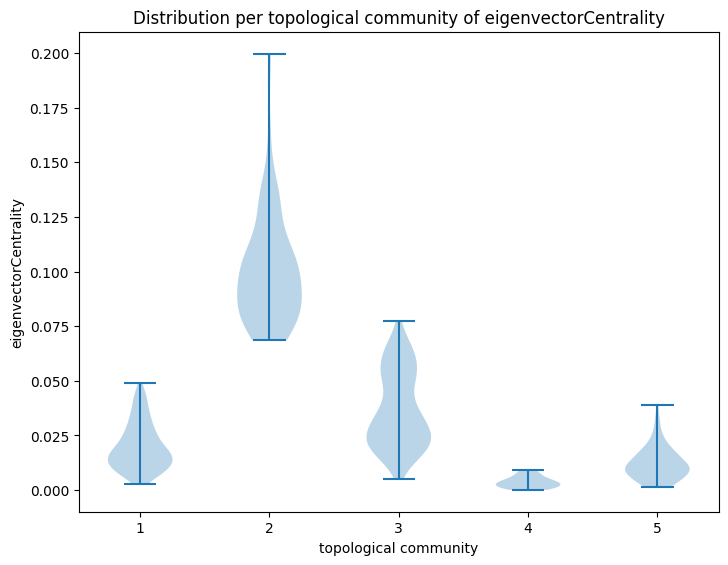 Distribution per topological community of eigenvectorCentrality
0.200
0.175
0.150
0.125
0.100
0.075
0.050
0.025
0.000
eigenvectorCentrality
1 2 3 4 5
topological community